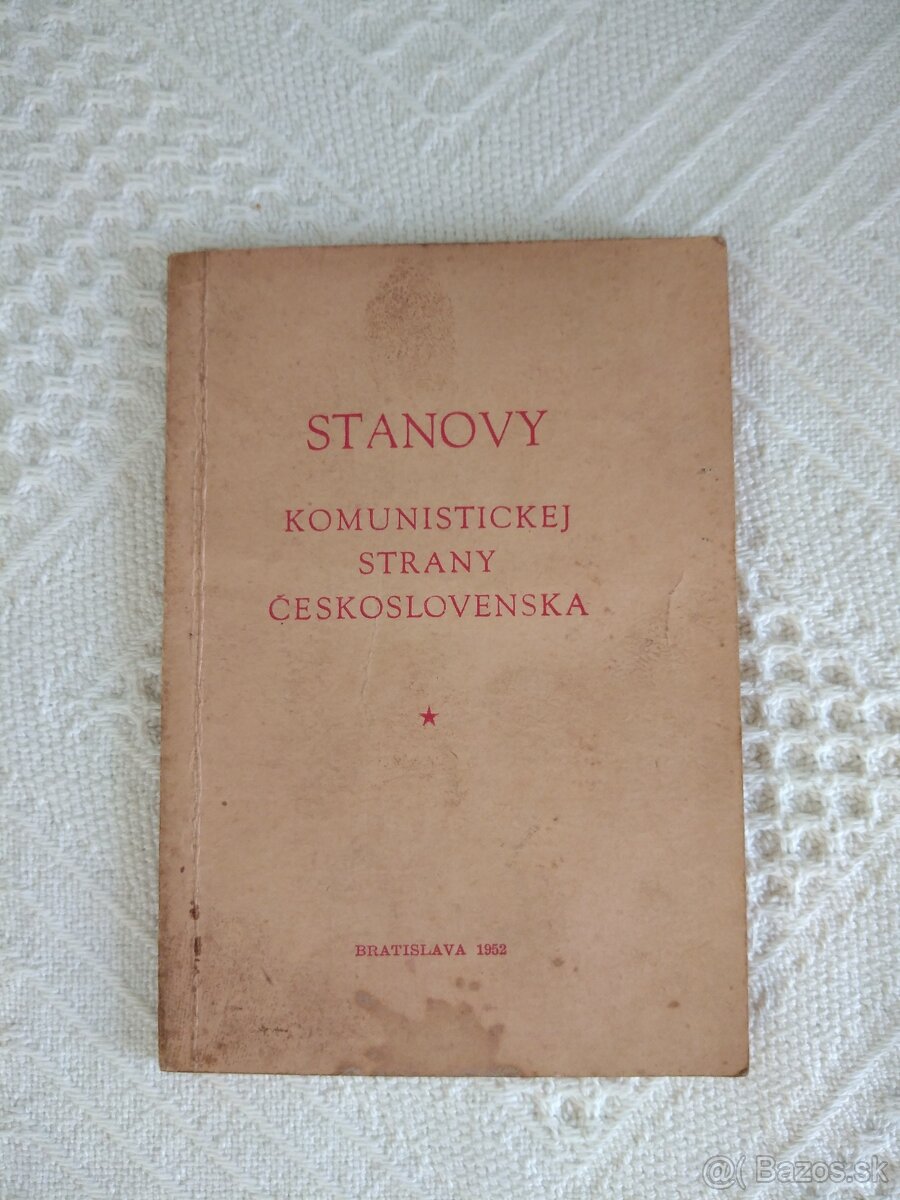 STANOVY
KOMUNISTICKEJ
STRANY
ČESKOSLOVENSKA
★
BRATISLAVA 1952
@( Bazos.sk